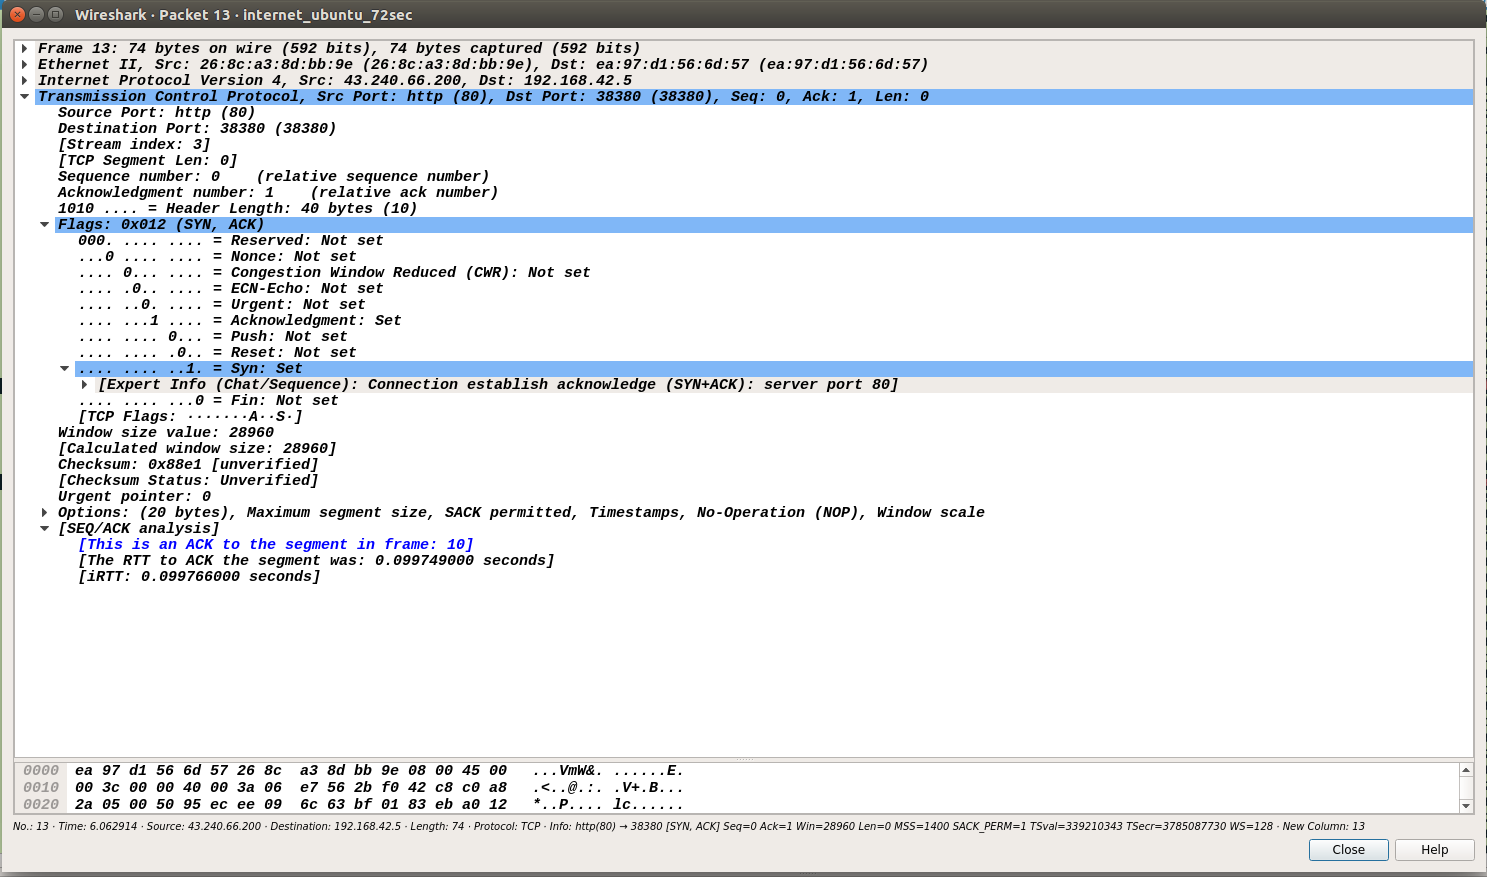 Wireshark · Packet 13 · internet_ubuntu_72sec
Frame 13: 74 bytes on wire (592 bits), 74 bytes captured (592 bits)
Ethernet II, Src: 26:8c:a3:8d:bb:9e (26:8c:a3:8d:bb:9e), Dst: ea:97:d1:56:6d:57 (ea:97:d1:56:6d:57)
Internet Protocol Version 4, Src: 43.240.66.200, Dst: 192.168.42.5
Transmission Control Protocol, Src Port: http (80), Dst Port: 38380 (38380), Seq: 0, Ack: 1, Len: 0
Source Port: http (80)
Destination Port: 38380 (38380)
[Stream index: 3]
[TCP Segment Len: 0]
Sequence number: 0    (relative sequence number)
Acknowledgment number: 1    (relative ack number)
1010 .... = Header Length: 40 bytes (10)
Flags: 0x012 (SYN, ACK)
000. .... .... = Reserved: Not set
...0 .... .... = Nonce: Not set
.... 0... .... = Congestion Window Reduced (CWR): Not set
.... .0.. .... = ECN-Echo: Not set
.... ..0. .... = Urgent: Not set
.... ...1 .... = Acknowledgment: Set
.... .... 0... = Push: Not set
.... .... .0.. = Reset: Not set
.... .... ..1. = Syn: Set
[Expert Info (Chat/Sequence): Connection establish acknowledge (SYN+ACK): server port 80]
.... .... ...0 = Fin: Not set
[TCP Flags: ·······A··S·]
Window size value: 28960
[Calculated window size: 28960]
Checksum: 0x88e1 [unverified]
[Checksum Status: Unverified]
Urgent pointer: 0
Options: (20 bytes), Maximum segment size, SACK permitted, Timestamps, No-Operation (NOP), Window scale
[SEQ/ACK analysis]
[This is an ACK to the segment in frame: 10]
[The RTT to ACK the segment was: 0.099749000 seconds]
[iRTT: 0.099766000 seconds]
0000  ea 97 d1 56 6d 57 26 8c  a3 8d bb 9e 08 00 45 00   ...VmW&. ......E.
0010  00 3c 00 00 40 00 3a 06  e7 56 2b f0 42 c8 c0 a8   .<..@.:. .V+.B...
0020  2a 05 00 50 95 ec ee 09  6c 63 bf 01 83 eb a0 12   *..P.... lc......
No.: 13 · Time: 6.062914 · Source: 43.240.66.200 · Destination: 192.168.42.5 · Length: 74 · Protocol: TCP · Info: http(80) → 38380 [SYN, ACK] Seq=0 Ack=1 Win=28960 Len=0 MSS=1400 SACK_PERM=1 TSval=339210343 TSecr=3785087730 WS=128 · New Column: 13
Close Help